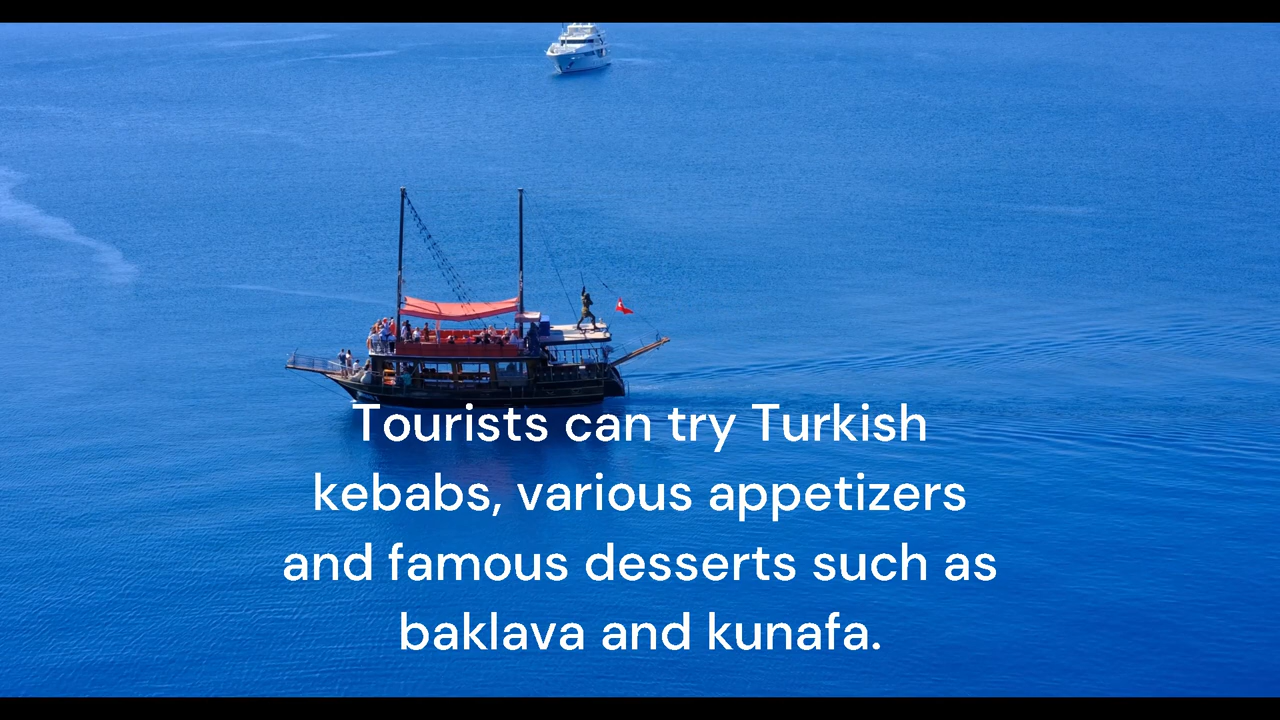 Tourists can try Turkish
kebabs, various appetizers
and famous desserts such as
baklava and kunafa.